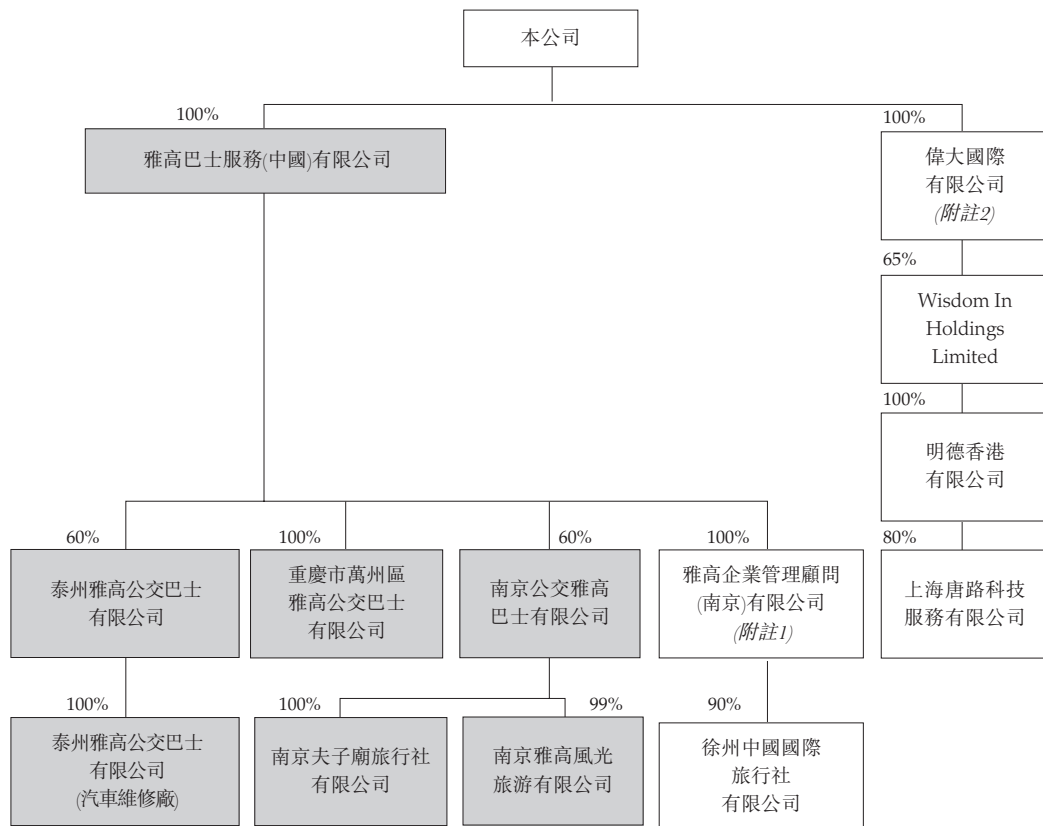 本公司
100%
雅高巴士服務(中國)有限公司
100%
偉大國際
有限公司
(附註2)
65%
Wisdom In
Holdings
Limited
100%
明德香港
有限公司
60%
泰州雅高公交巴士
有限公司
100%
重慶市萬州區
雅高公交巴士
有限公司
60%
南京公交雅高
巴士有限公司
100%
雅高企業管理顧問
(南京)有限公司
(附註1)
80%
上海唐路科技
服務有限公司
100%
泰州雅高公交巴士
有限公司
(汽車維修廠)
100%
南京夫子廟旅行社
有限公司
99%
南京雅高風光
旅游有限公司
90%
徐州中國國際
旅行社
有限公司